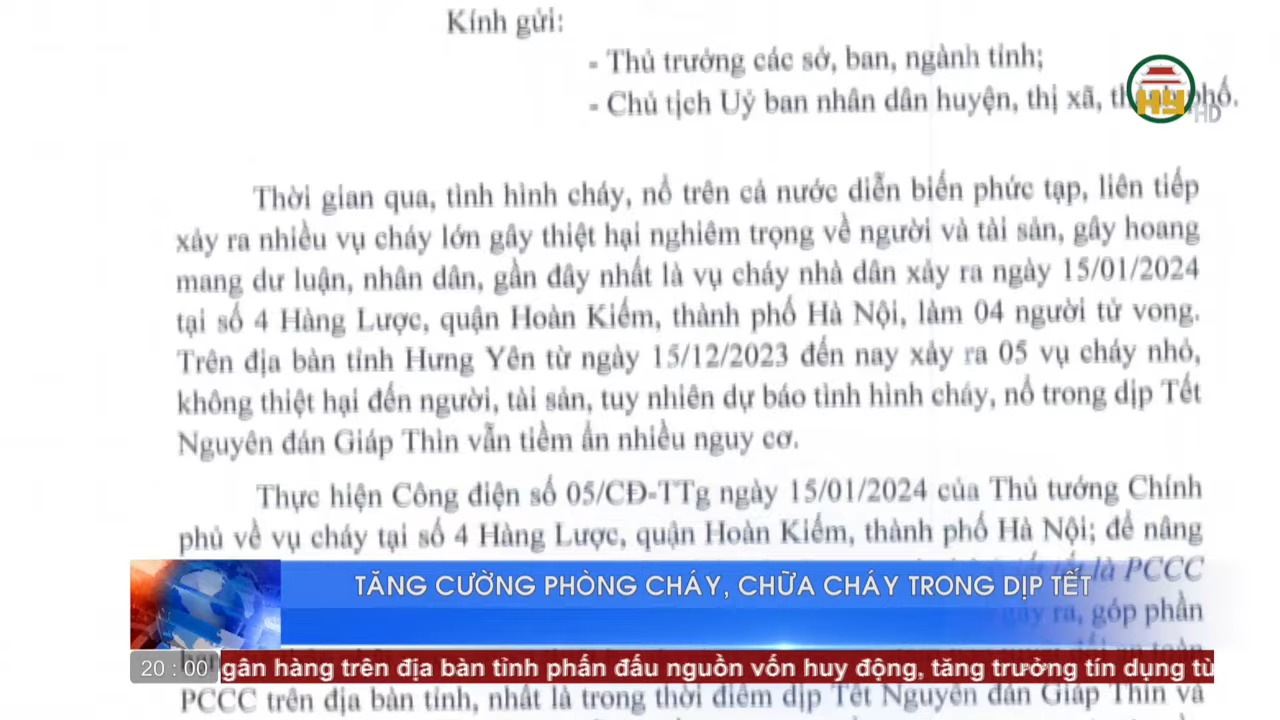 Kính gửi:
- Thủ trưởng các sở, ban, ngành tỉnh;
- Chủ tịch Uỷ ban nhân dân huyện, thị xã, thành phố.
HY
HD
Thời gian qua, tình hình cháy, nổ trên cả nước diễn biến phức tạp, liên tiếp
xảy ra nhiều vụ cháy lớn gây thiệt hại nghiêm trọng về người và tài sản, gây hoang
mang dư luận, nhân dân, gần đây nhất là vụ cháy nhà dân xảy ra ngày 15/01/2024
tại số 4 Hàng Lược, quận Hoàn Kiếm, thành phố Hà Nội, làm 04 người tử vong.
Trên địa bàn tỉnh Hưng Yên từ ngày 15/12/2023 đến nay xảy ra 05 vụ cháy nhỏ,
không thiệt hại đến người, tài sản, tuy nhiên dự báo tình hình cháy, nổ trong dịp Tết
Nguyên đán Giáp Thìn vẫn tiềm ẩn nhiều nguy cơ.
Thực hiện Công điện số 05/CĐ-TTg ngày 15/01/2024 của Thủ tướng Chính
phủ về vụ cháy tại số 4 Hàng Lược, quận Hoàn Kiếm, thành phố Hà Nội; để nâng
là PCCC
TĂNG CƯỜNG PHÒNG CHÁY, CHỮA CHÁY TRONG DỊP TẾT
gây ra, góp phần
20 : 00
gân hàng trên địa bàn tỉnh phấn đấu nguồn vốn huy động, tăng trưởng tín dụng từ
PCCC trên địa bàn tỉnh, nhất là trong thời điểm dịp Tết Nguyên đán Giáp Thìn và